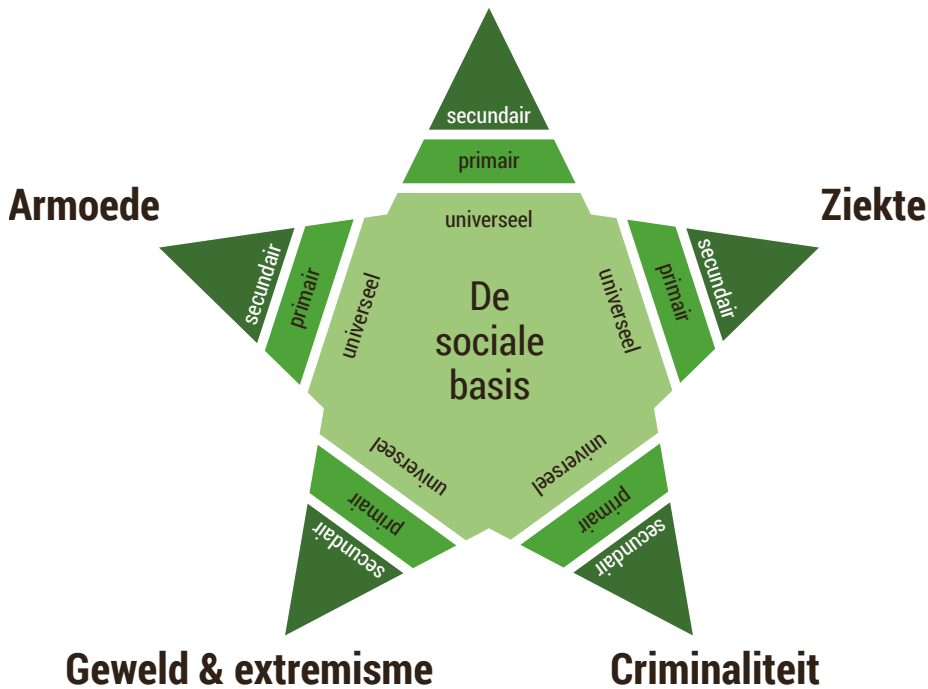 secundair
primair
Armoede
Ziekte
universeel
secundair
primair
universeel
universeel
primair
secundair
De
sociale
basis
universeel
universeel
primair
primair
secundair
secundair
Geweld & extremisme
Criminaliteit